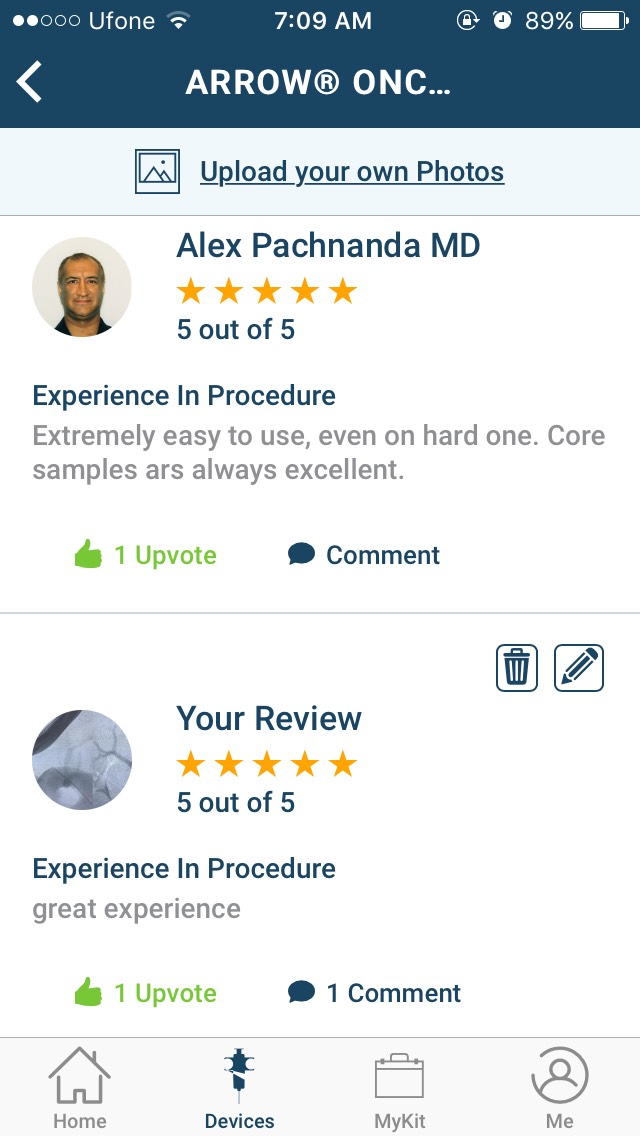 Ufone 7:09 AM 89%
ARROW® ONC...
Upload your own Photos
Alex Pachnanda MD
5 out of 5
Experience In Procedure
Extremely easy to use, even on hard one. Core
samples ars always excellent.
1 Upvote Comment
Your Review
5 out of 5
Experience In Procedure
great experience
1 Upvote 1 Comment
Home Devices MyKit Me